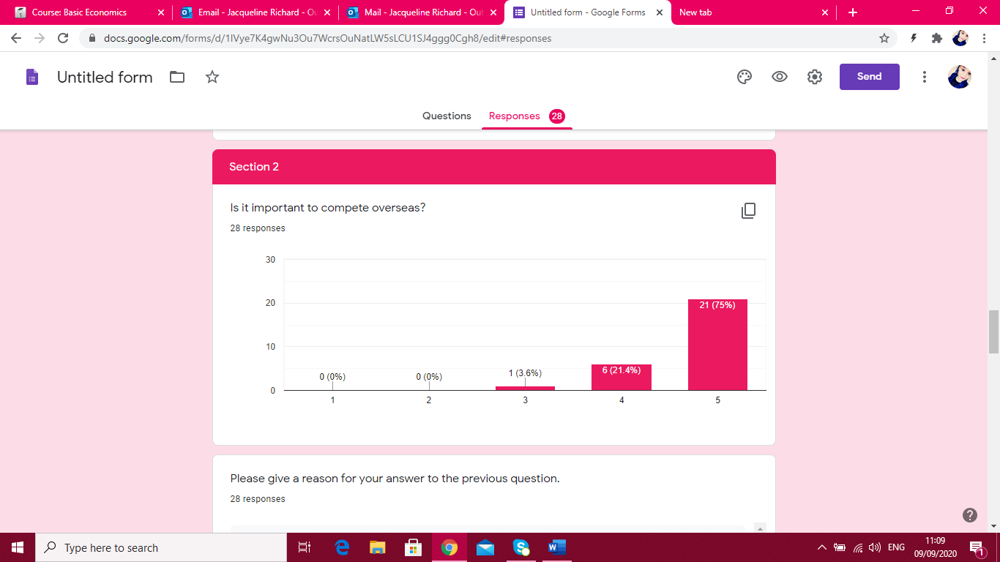 Course: Basic Economics
Email - Jacqueline Richard - Ou
Mail - Jacqueline Richard - Out
Untitled form - Google Forms
New tab
docs.google.com/forms/d/1IVye7K4gwNu3Ou7WcrsOuNatLW5sLCU1SJ4ggg0Cgh8/edit#responses
Untitled form
Send
Questions
Responses 28
Section 2
Is it important to compete overseas?
28 responses
30
20
10
0
0 (0%)
0 (0%)
1 (3.6%)
6 (21.4%)
21 (75%)
1 2 3 4 5
Please give a reason for your answer to the previous question.
28 responses
Type here to search
ENG
11:09
09/09/2020
1